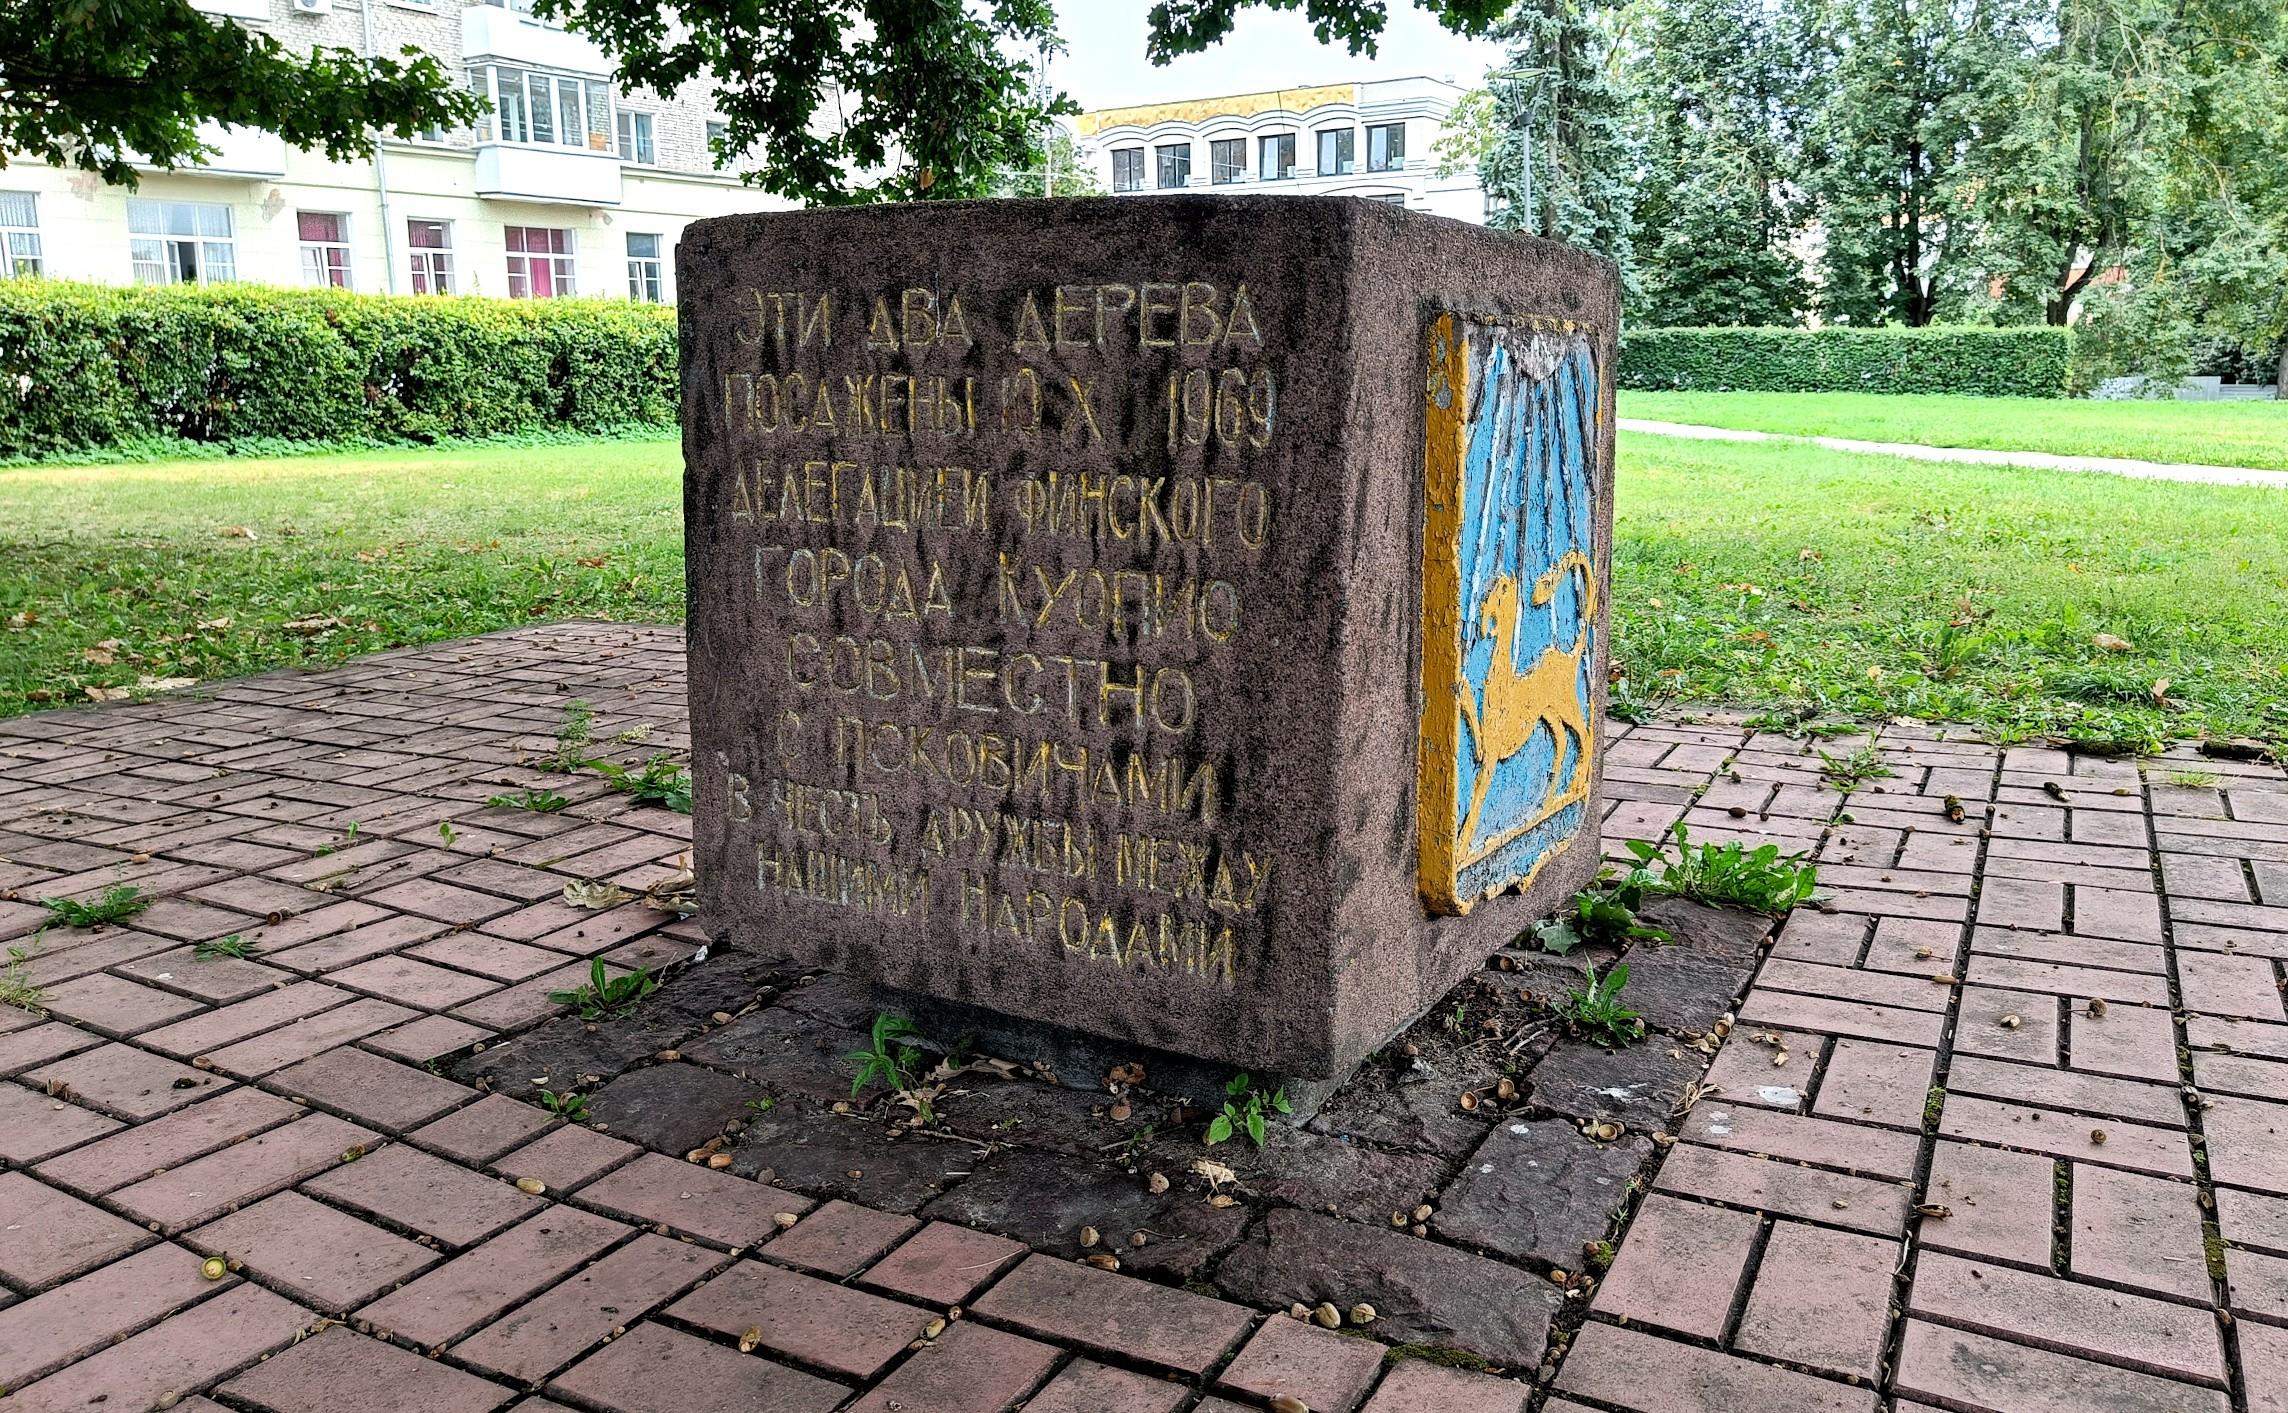 ЭТИ ДВА ДЕРЕВА
ПОСАЖЕНЫ 10 X 1969
ДЕЛЕГАЦИЕЙ ФИНСКОГО
ГОРОДА КУОПИО
СОВМЕСТНО
С ПСКОВИЧАМИ
В ЧЕСТЬ ДРУЖБЫ МЕЖДУ
НАШИМИ НАРОДАМИ